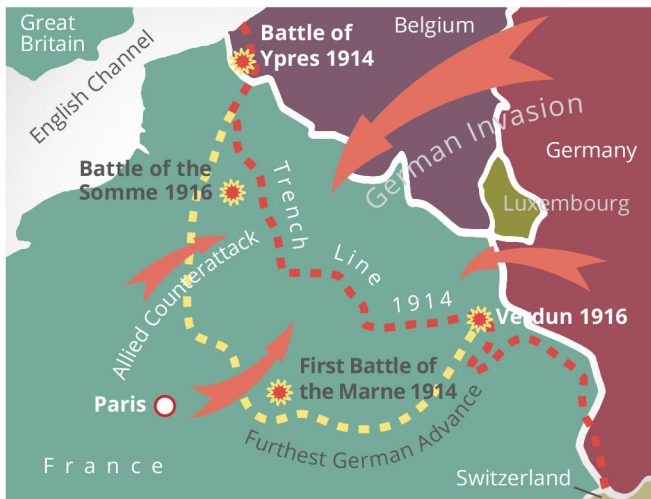 Great
Britain
English Channel
Battle of
Ypres 1914
Belgium
German Invasion
Germany
Luxembourg
Battle of the
Somme 1916
Trench
Line
1914
Allied Counterattack
Verdun 1916
First Battle of
the Marne 1914
Paris
Furthest German Advance
France
Switzerland